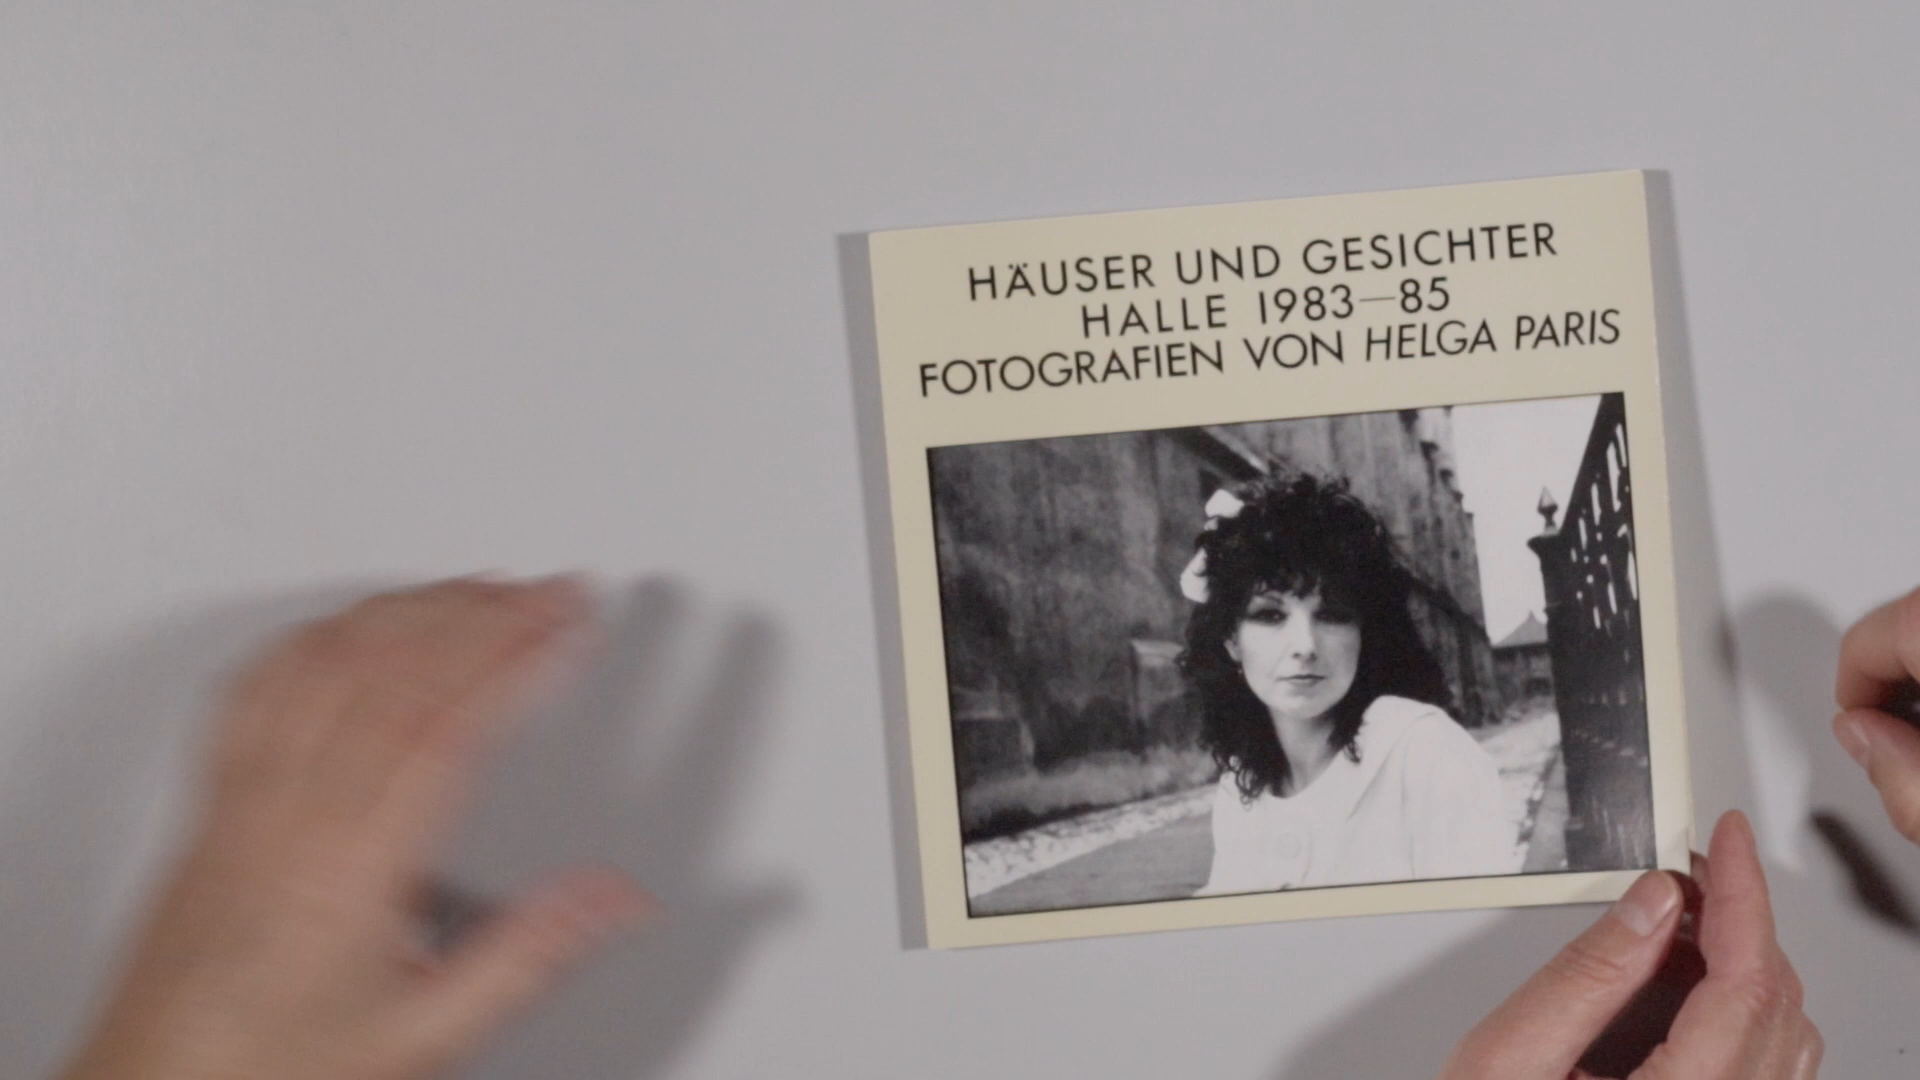 HÄUSER UND GESICHTER
HALLE 1983—85
FOTOGRAFIEN VON HELGA PARIS